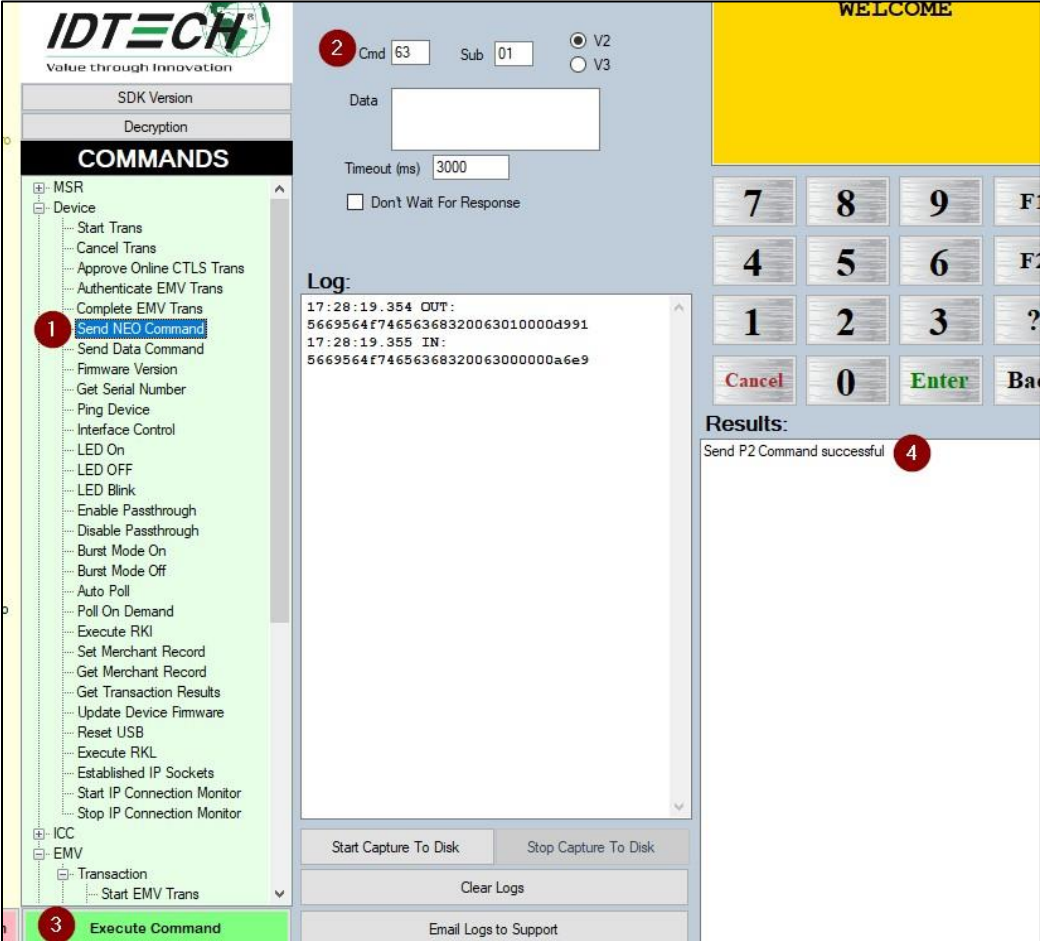 IDTECH®
Value through Innovation
SDK Version
Decryption
COMMANDS
MSR
Device
Start Trans
Cancel Trans
Approve Online CTLS Trans
Authenticate EMV Trans
Complete EMV Trans
1
Send NEO Command
Send Data Command
Firmware Version
Get Serial Number
Ping Device
Interface Control
LED On
LED OFF
LED Blink
Enable Passthrough
Disable Passthrough
Burst Mode On
Burst Mode Off
Auto Poll
Poll On Demand
Execute RKI
Set Merchant Record
Get Merchant Record
Get Transaction Results
Update Device Firmware
Reset USB
Execute RKL
Established IP Sockets
Start IP Connection Monitor
Stop IP Connection Monitor
ICC
EMV
Transaction
Start EMV Trans
3 Execute Command
2 Cmd 63 Sub 01
V2
V3
Data
Timeout (ms) 3000
Don't Wait For Response
Log:
17:28:19.354 OUT:
5669564f74656368320063010000d991
17:28:19.355 IN:
5669564f74656368320063000000a6e9
Start Capture To Disk Stop Capture To Disk
Clear Logs
Email Logs to Support
WELCOME
7 8 9
4 5 6
1 2 3 ?
Cancel 0 Enter
Results:
Send P2 Command successful 4